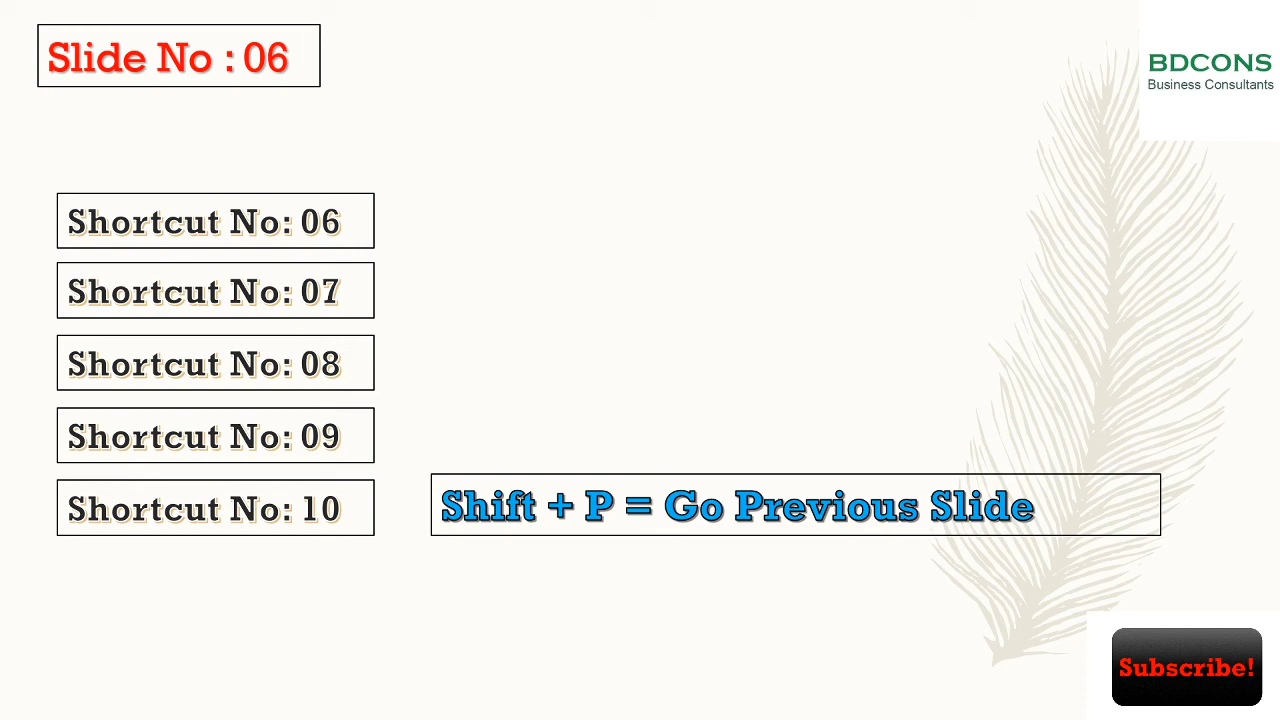 Slide No : 06
BDCONS
Business Consultants
Shortcut No: 06
Shortcut No: 07
Shortcut No: 08
Shortcut No: 09
Shortcut No: 10
Shift + P = Go Previous Slide
Subscribe!